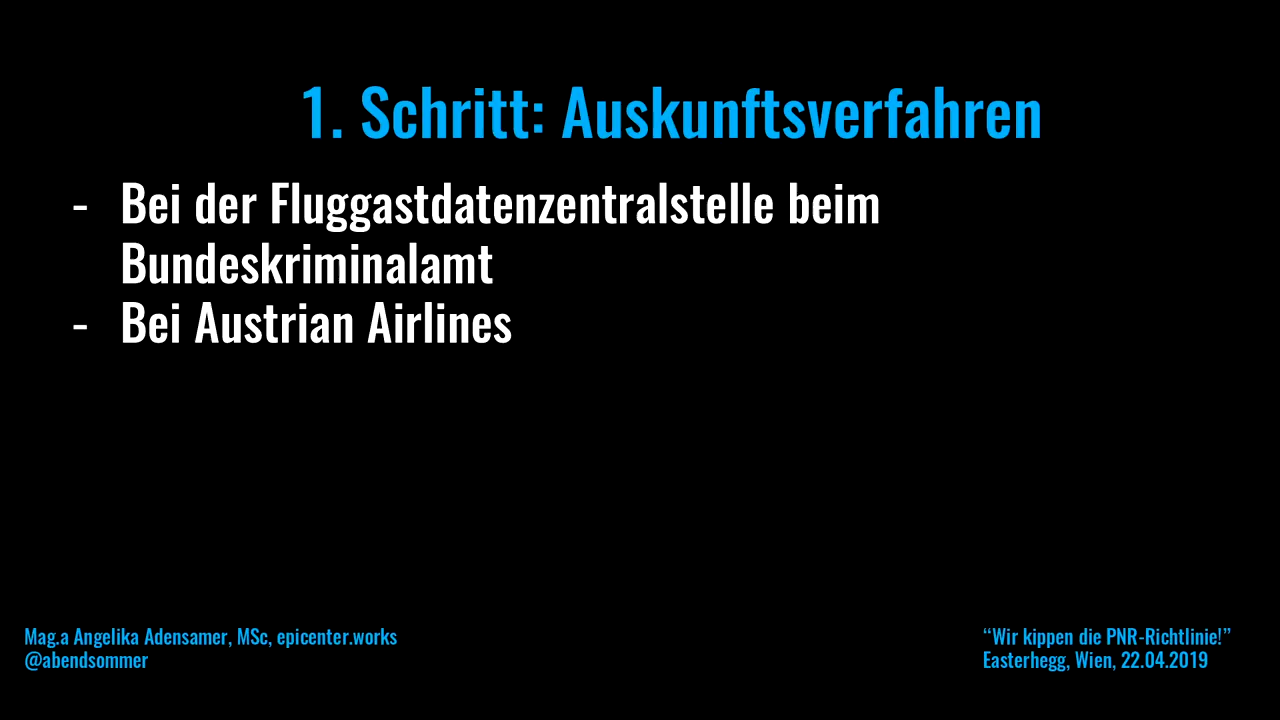 1. Schritt: Auskunftsverfahren
- Bei der Fluggastdatenzentralstelle beim
Bundeskriminalamt
- Bei Austrian Airlines
Mag.a Angelika Adensamer, MSc, epicenter.works
@abendsommer
“Wir kippen die PNR-Richtlinie!”
Easterhegg, Wien, 22.04.2019